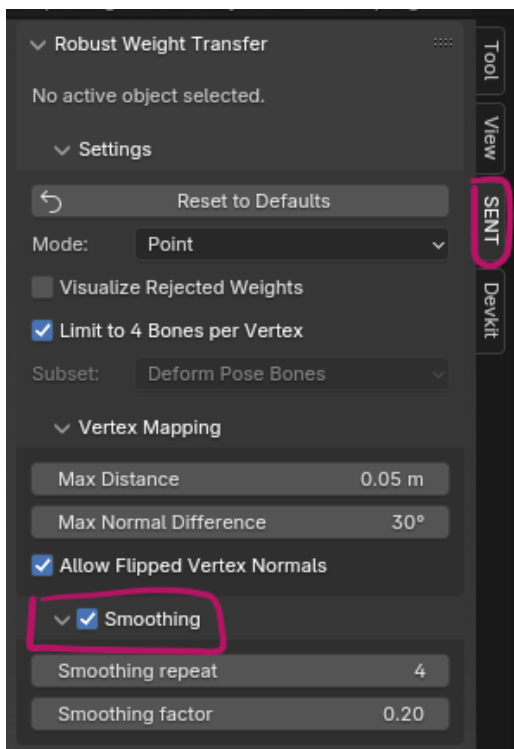 Robust Weight Transfer
No active object selected.
Settings
Reset to Defaults
Mode: Point
Visualize Rejected Weights
Limit to 4 Bones per Vertex
Subset: Deform Pose Bones
Vertex Mapping
Max Distance 0.05 m
Max Normal Difference 30°
Allow Flipped Vertex Normals
Smoothing
Smoothing repeat 4
Smoothing factor 0.20
Tool
View
SENT
Devkit